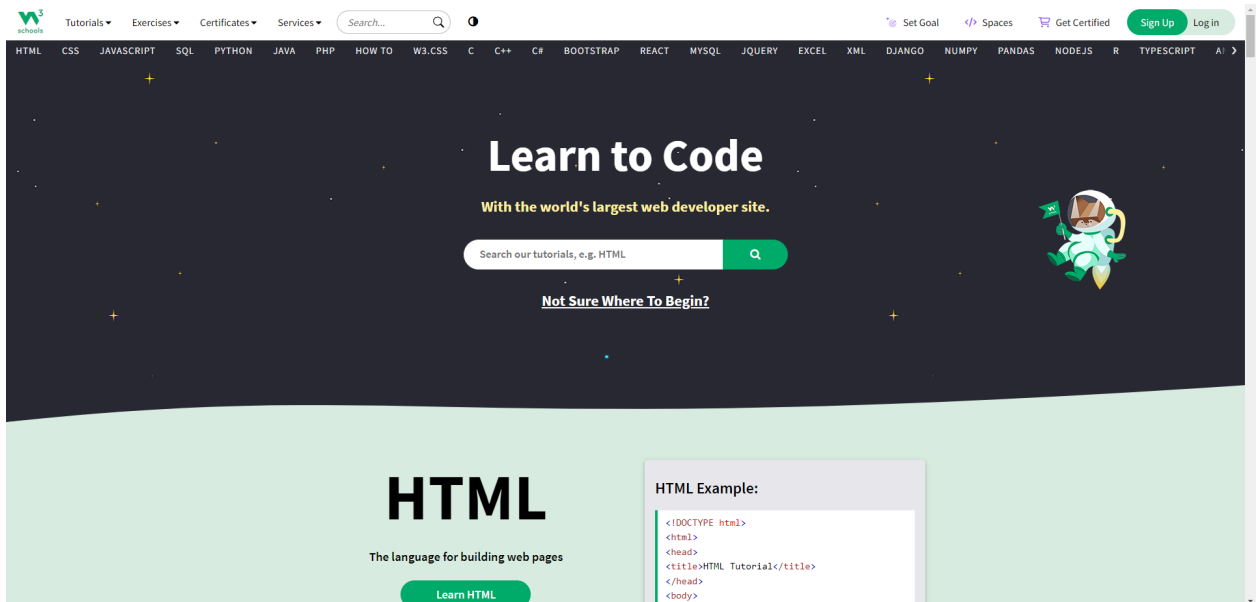 W3 schools Tutorials Exercises Certificates Services Search... Set Goal </> Spaces Get Certified Sign Up Log in
HTML CSS JAVASCRIPT SQL PYTHON JAVA PHP HOW TO W3.CSS C C++ C# BOOTSTRAP REACT MYSQL JQUERY EXCEL XML DJANGO NUMPY PANDAS NODEJS R TYPESCRIPT
Learn to Code
With the world's largest web developer site.
Search our tutorials, e.g. HTML
Not Sure Where To Begin?
HTML
The language for building web pages
Learn HTML
HTML Example:
<!DOCTYPE html>
<html>
<head>
<title>HTML Tutorial</title>
</head>
<body>